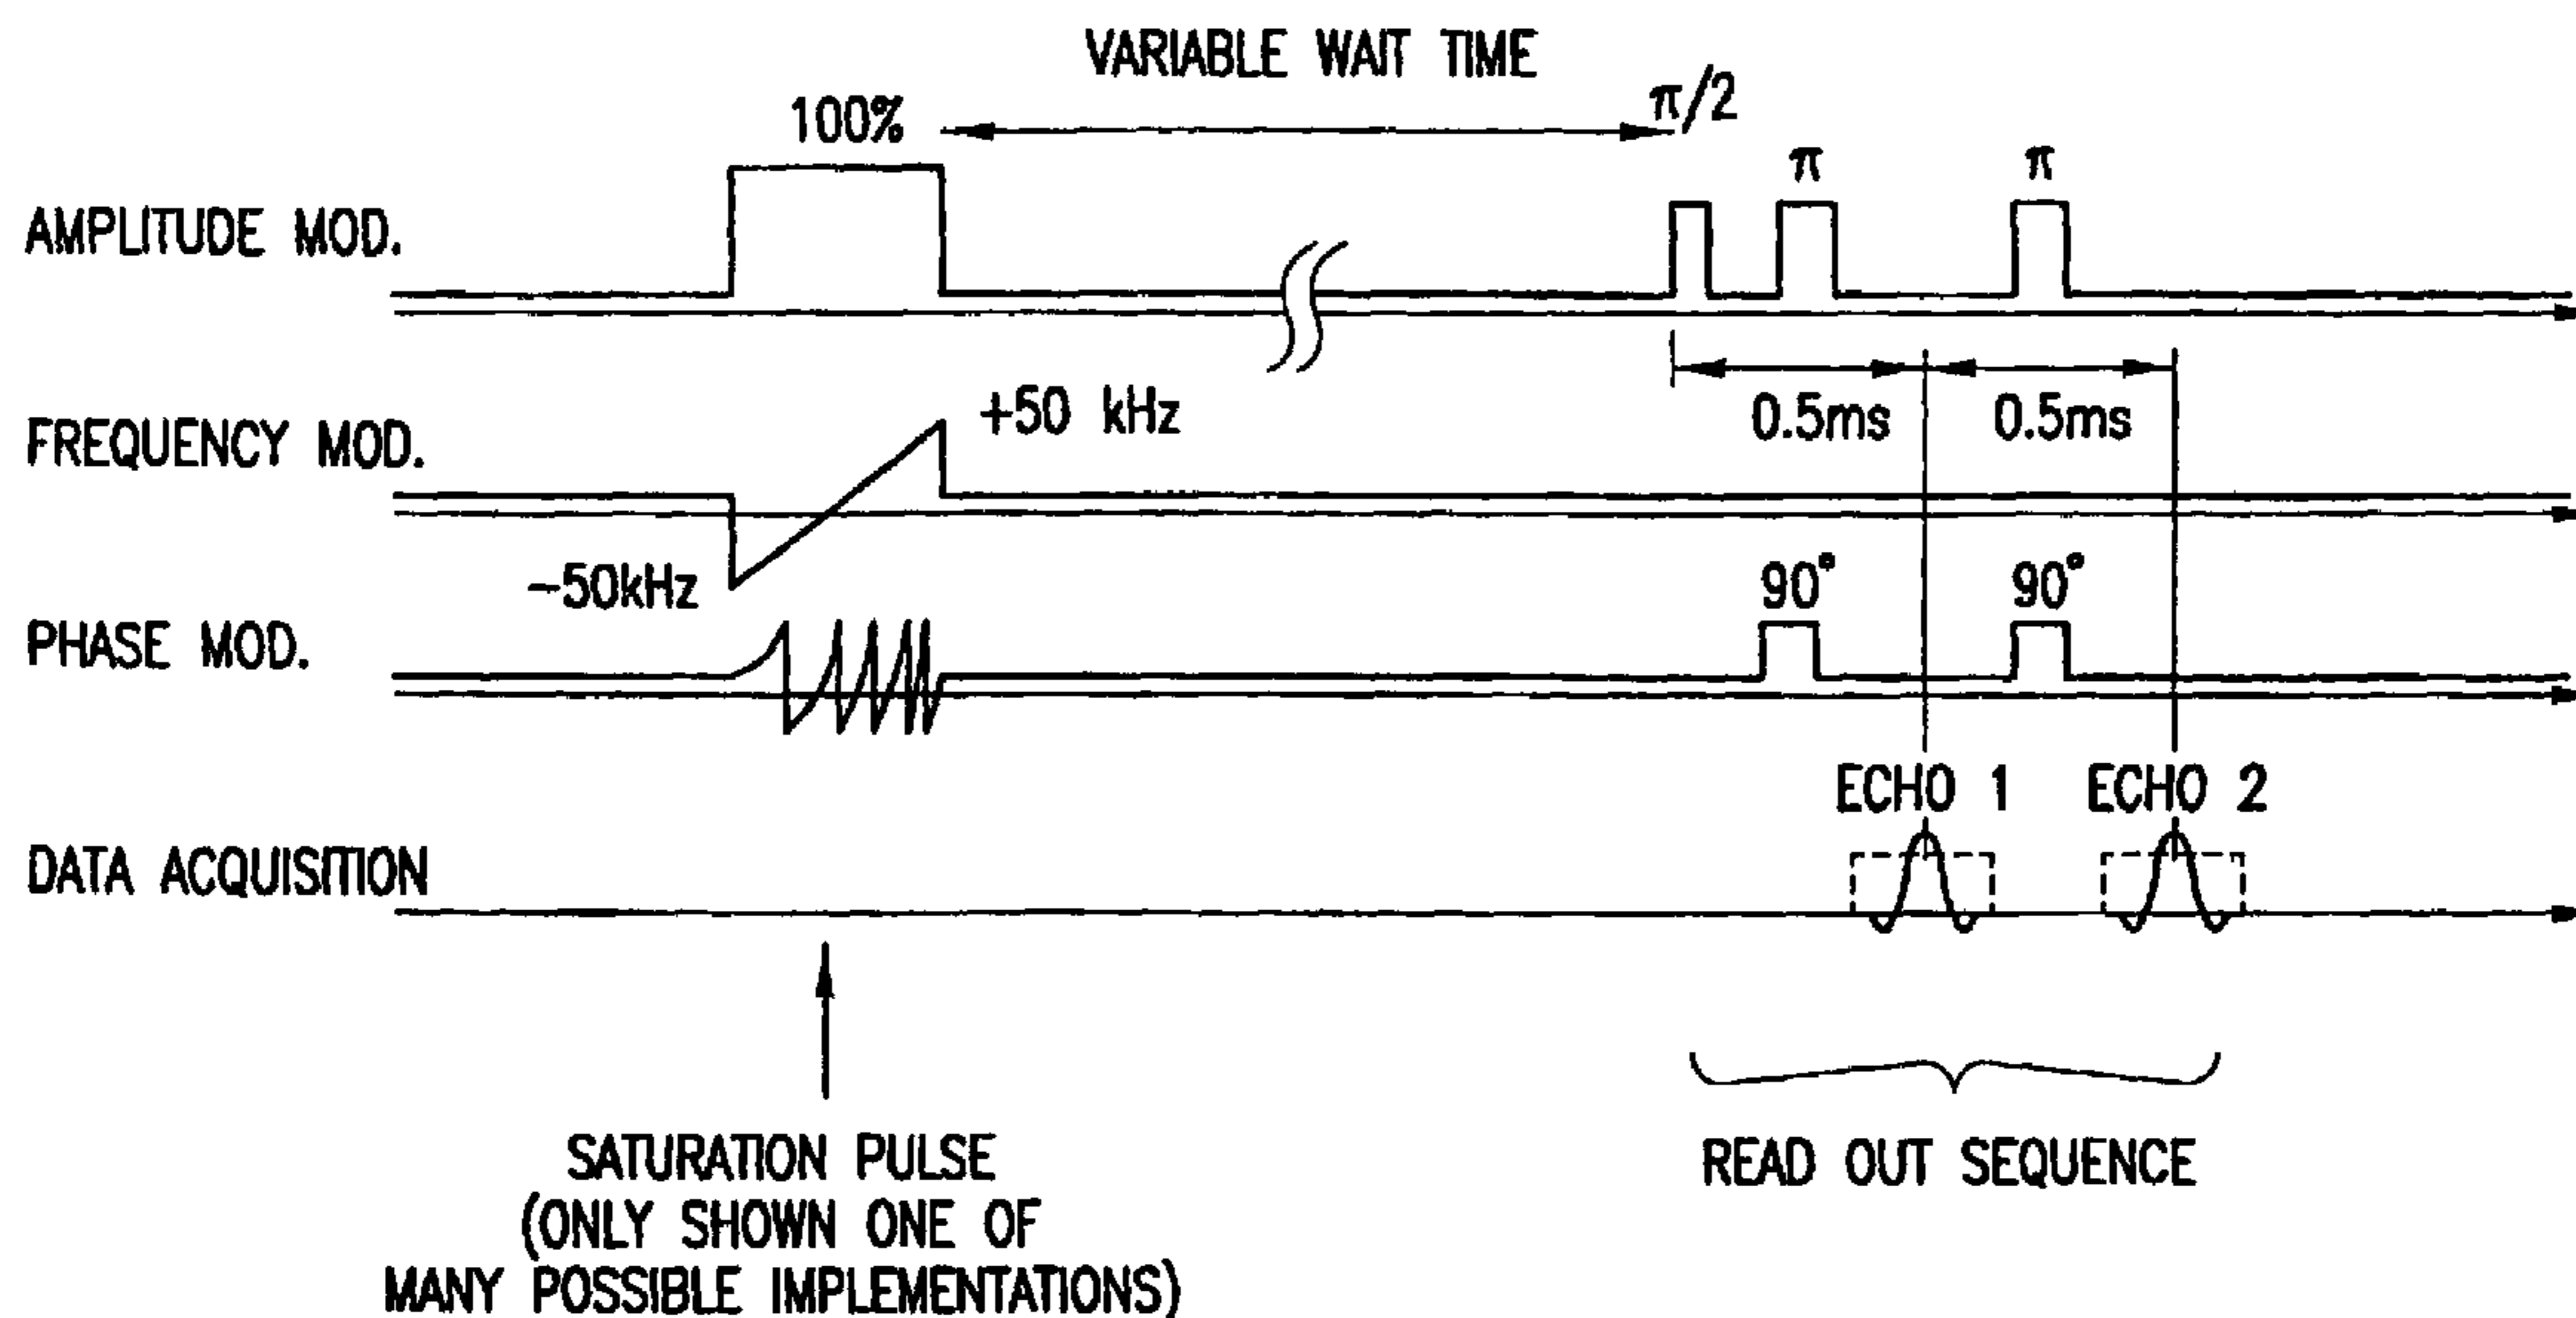 VARIABLE WAIT TIME
100%
π/2
π
π
AMPLITUDE MOD.
0.5ms
0.5ms
+50 kHz
FREQUENCY MOD.
-50kHz
90°
90°
PHASE MOD.
ECHO 1
ECHO 2
DATA ACQUISITION
SATURATION PULSE
(ONLY SHOWN ONE OF
MANY POSSIBLE IMPLEMENTATIONS)
READ OUT SEQUENCE